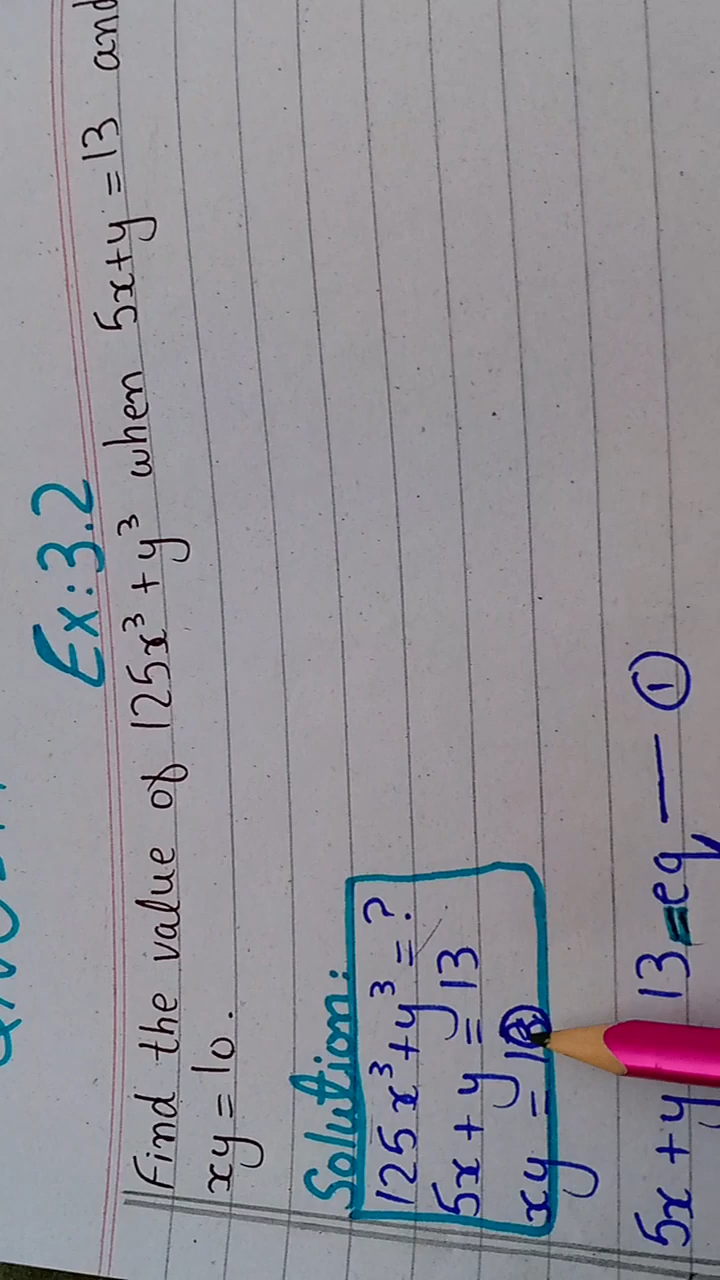 Ex:3.2
Find the value of 125x³+y³ when 5x+y=13 and
xy=10.
Solution:
125x³+y³=?
5x+y=13
xy=
5x+y 13=eq — ①